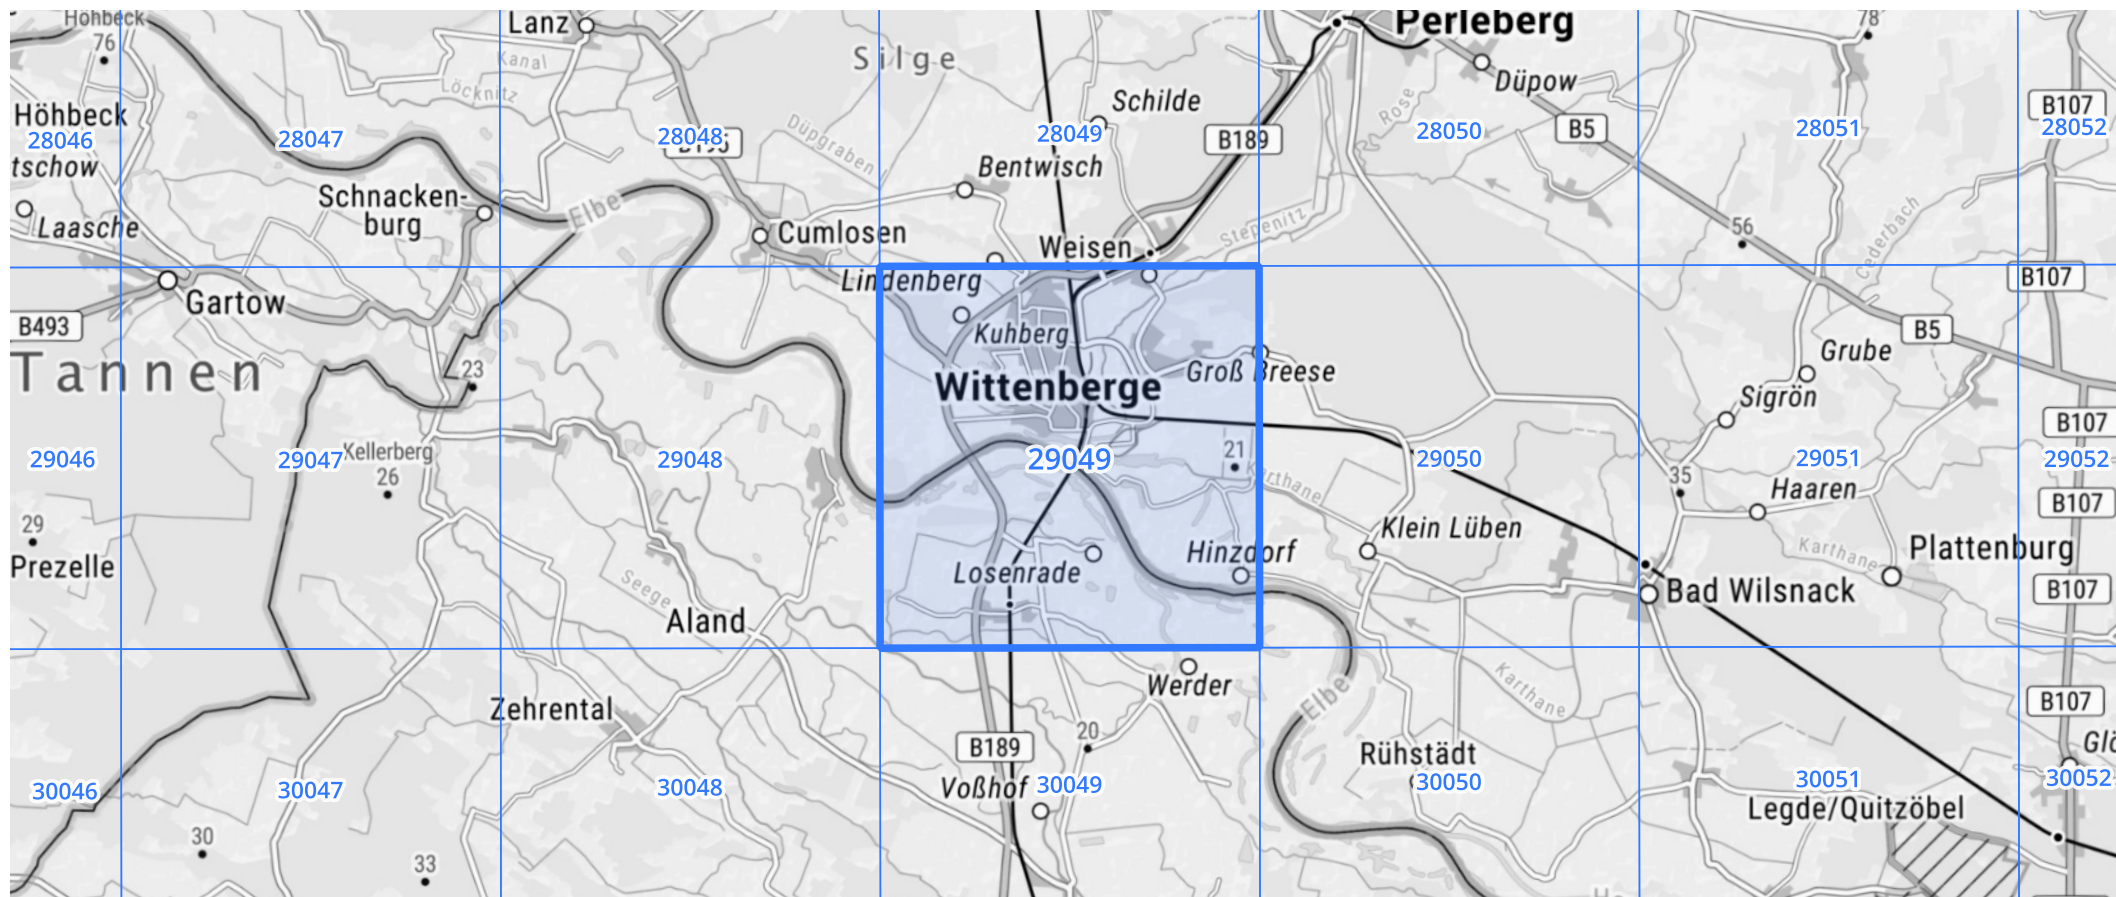 Höhbeck
76
Lanz
Silge
Perleberg
78
Kanal
Löcknitz
Düpow
Schilde
Rose
B107
Höhbeck
28046
28047
28048
B195
Düpgraben
28049
B189
28050
B5
28051
28052
tschow
Bentwisch
Schnacken-
burg
Elbe
Laasche
Cumlosen
Weisen
Stepenitz
56
Cederbach
Gartow
Lindenberg
B107
B493
Kuhberg
B5
Tannen
23
Wittenberge
Groß Breese
Grube
Sigrön
B107
29046
29047
Kellerberg
26
29048
29049
21
Karthane
29050
35
29051
29052
Haaren
B107
29
Prezelle
Klein Lüben
Hinzdorf
Losenrade
Karthane
Plattenburg
Seege
Aland
Bad Wilsnack
B107
Werder
Zehrental
Elbe
Karthane
B107
B189
20
Rühstädt
Glö
30046
30047
30048
Voßhof
30049
30050
30051
30052
Legde/Quitzöbel
30
33